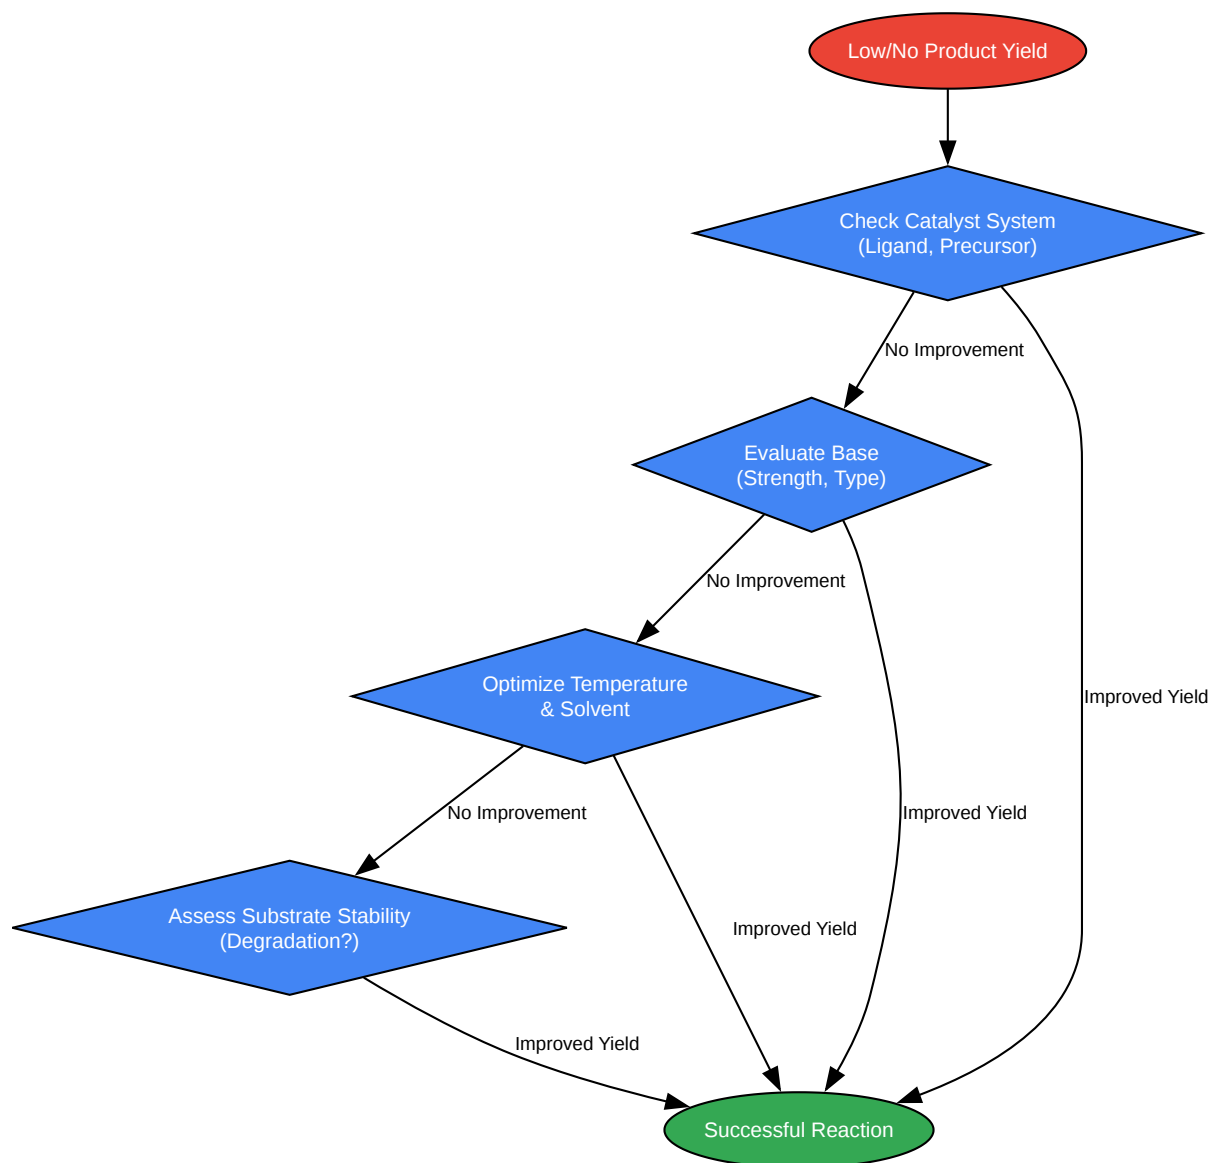 Low/No Product Yield
Check Catalyst System
(Ligand, Precursor)
No Improvement
Evaluate Base
(Strength, Type)
No Improvement
Optimize Temperature
& Solvent
Improved Yield
No Improvement
Improved Yield
Assess Substrate Stability
(Degradation?)
Improved Yield
Improved Yield
Successful Reaction